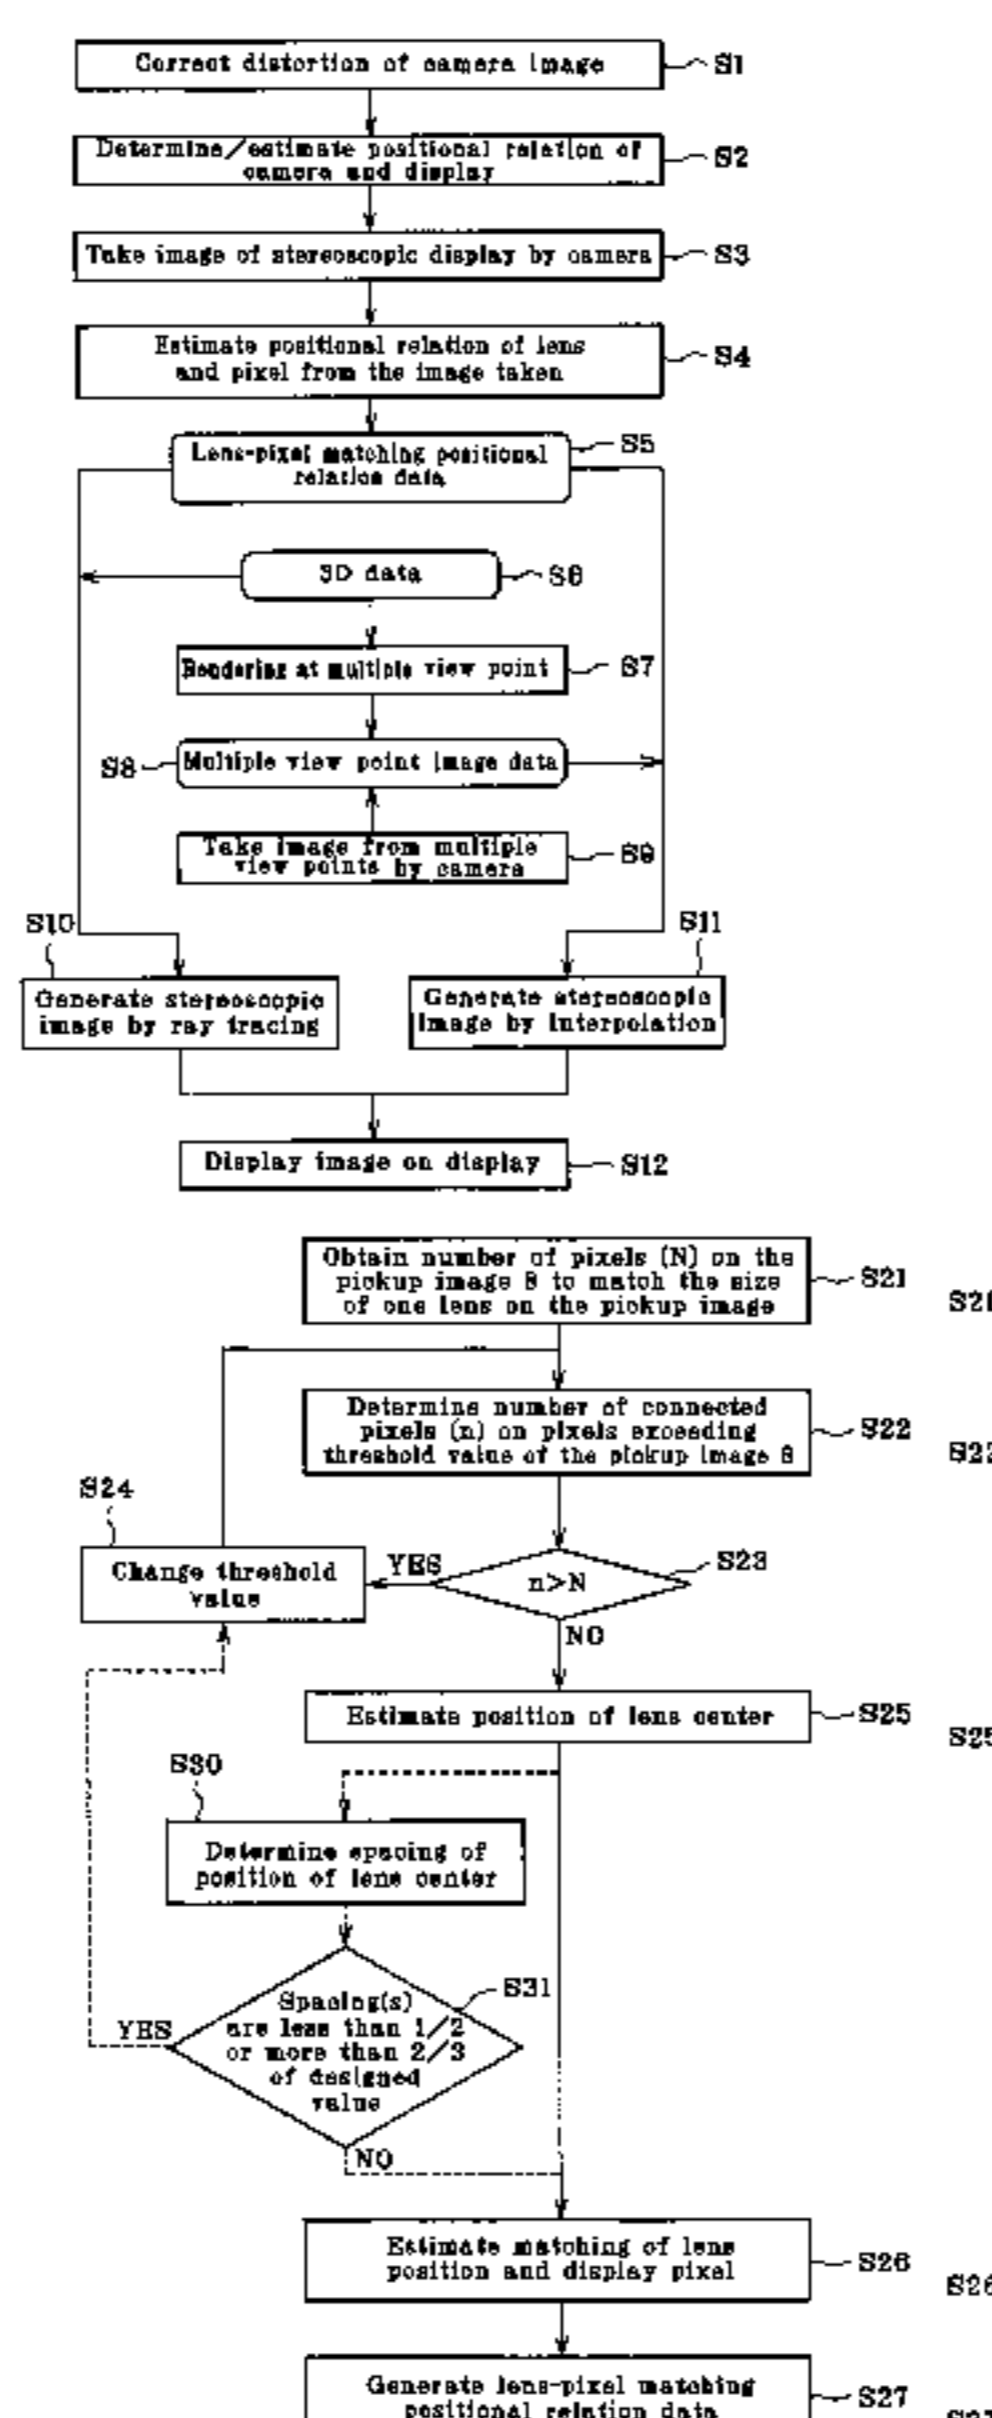 Correct distortion of camera image
S1
Determine/estimate positional relation of
camera and display
S2
Take image of stereoscopic display by camera
S3
Estimate positional relation of lens
and pixel from the image taken
S4
Lens-pixel matching positional
relation data
S5
3D data
S6
Rendering at multiple view point
S7
S8
Multiple view point image data
Take image from multiple
view points by camera
S9
S10
S11
Generate stereoscopic
image by ray tracing
Generate stereoscopic
image by interpolation
Display image on display
S12
Obtain number of pixels (N) on the
pickup image S to match the size
of one lens on the pickup image
S21
Determine number of connected
pixels (n) on pixels exceeding
threshold value of the pickup image S
S22
S24
Change threshold
value
YES
n>N
S23
NO
Estimate position of lens center
S25
S30
Determine spacing of
position of lens center
Spacing(s)
are less than 1/2
or more than 2/3
of designed
value
S31
YES
NO
Estimate matching of lens
position and display pixel
S26
Generate lens-pixel matching
positional relation data
S27